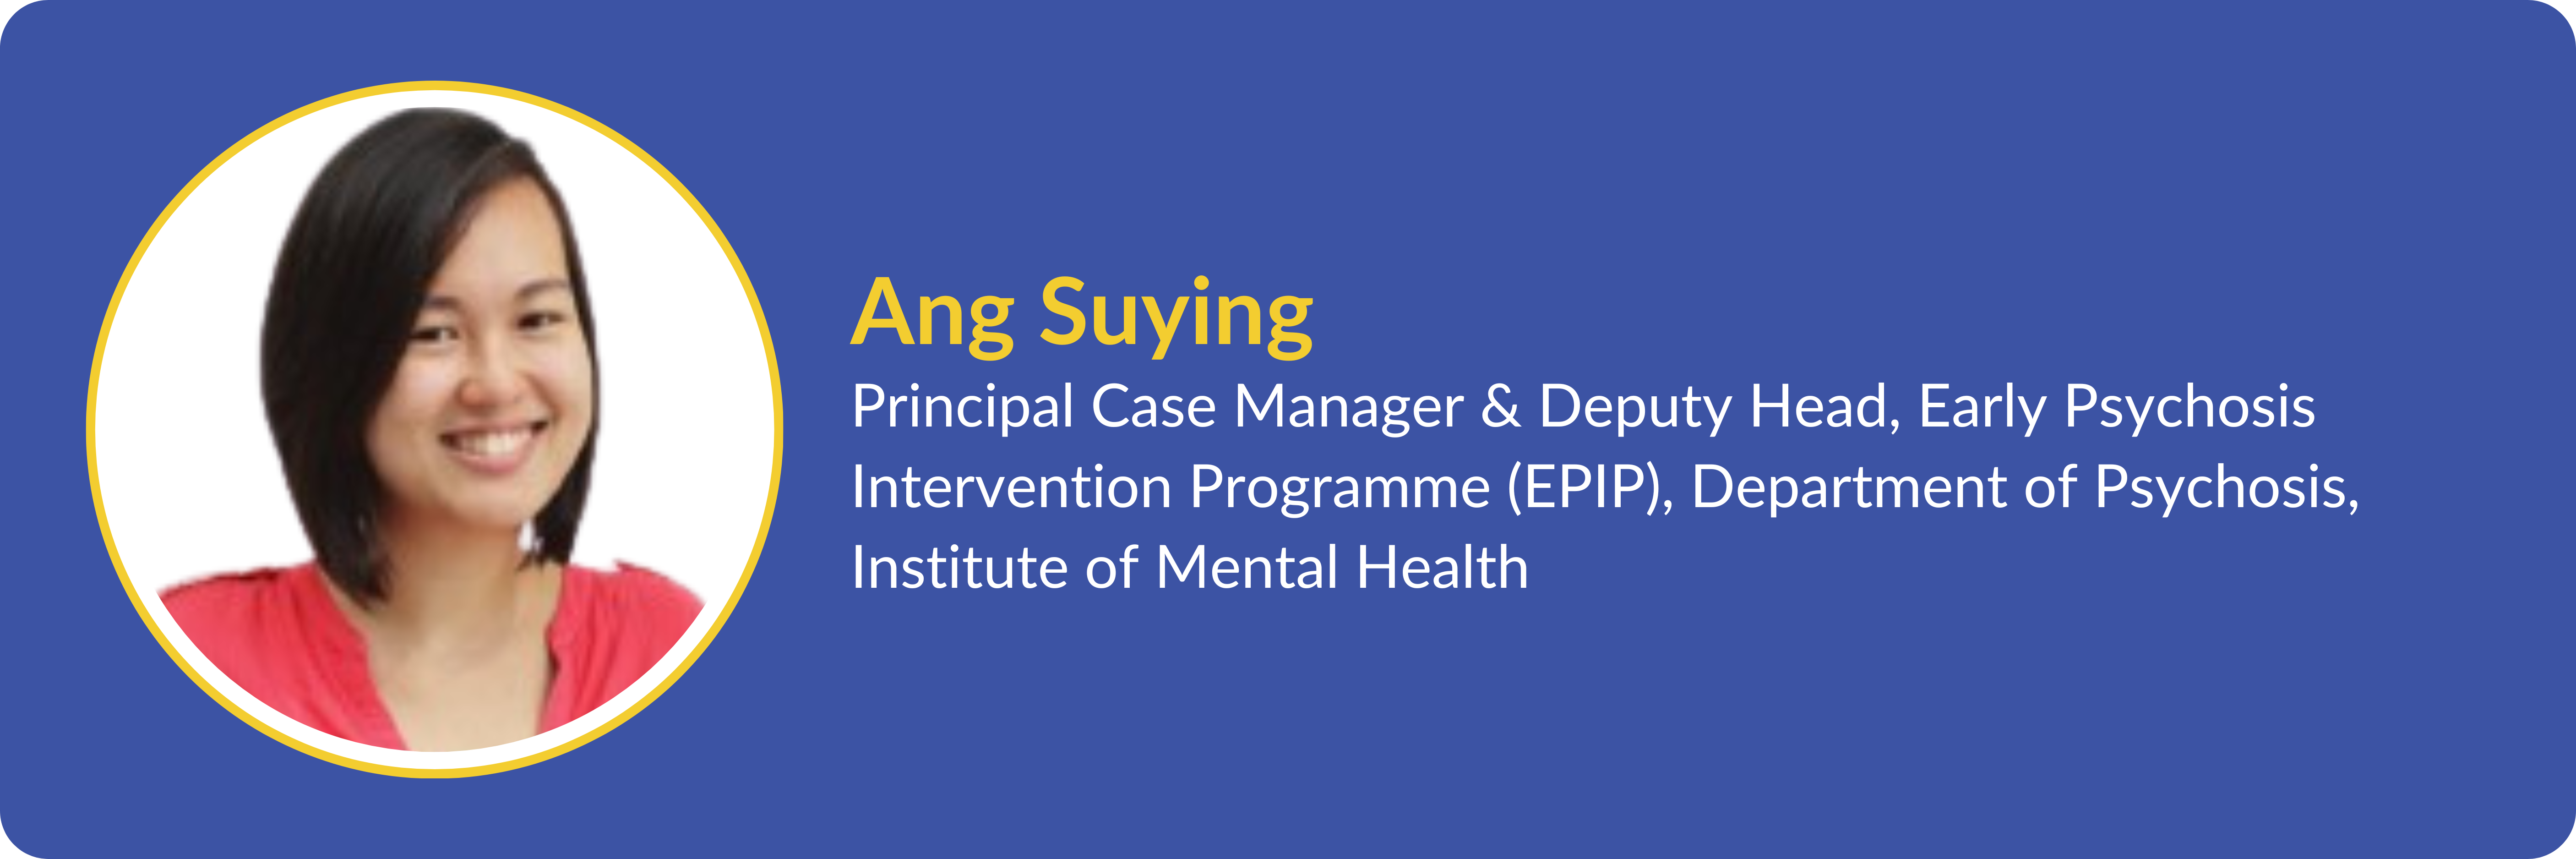 Ang Suying
Principal Case Manager & Deputy Head, Early Psychosis
Intervention Programme (EPIP), Department of Psychosis,
Institute of Mental Health